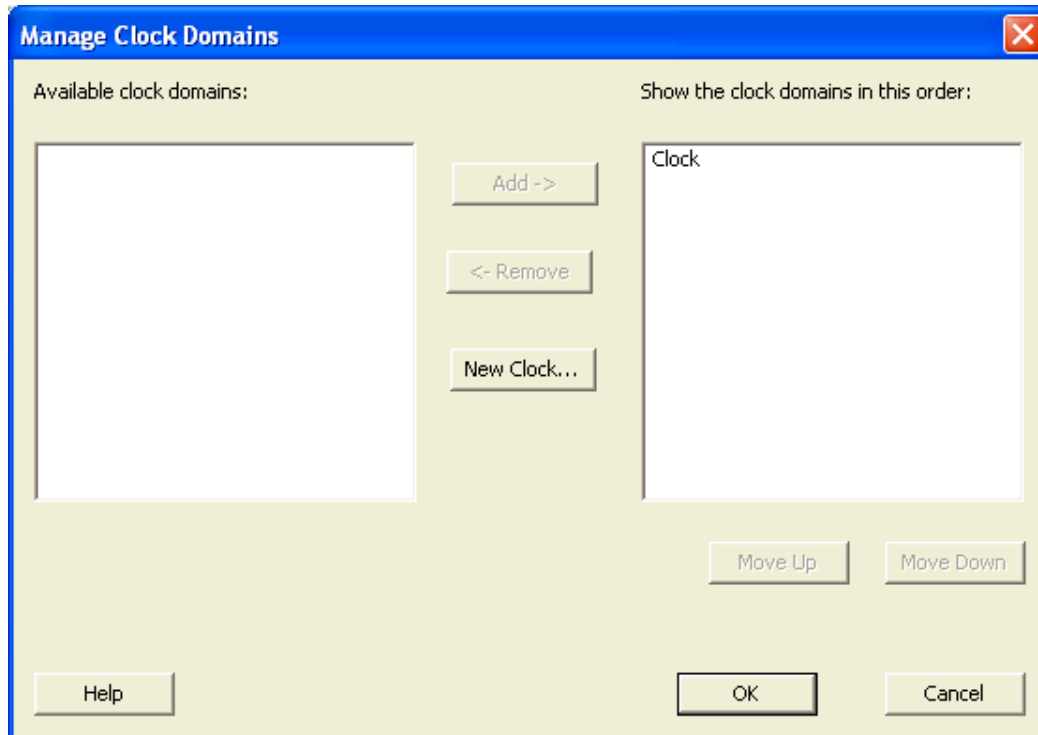 Manage Clock Domains
Available clock domains:
Show the clock domains in this order:
Clock
Add ->
<- Remove
New Clock...
Move Up
Move Down
Help
OK
Cancel